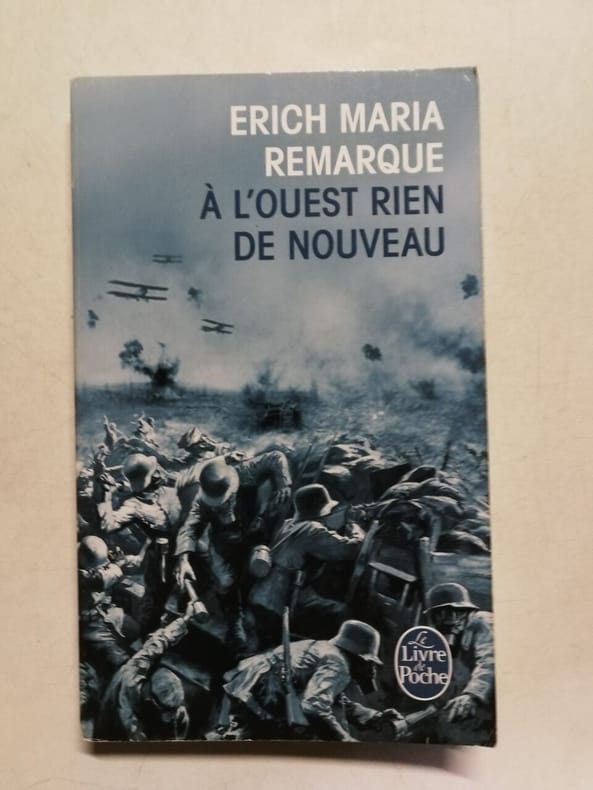 ERICH MARIA
REMARQUE
À L'OUEST RIEN
DE NOUVEAU
Le
Livre
de
Poche